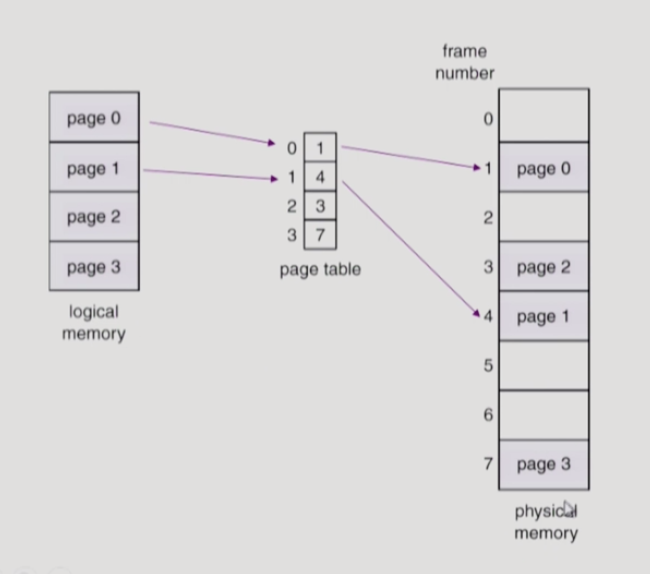 frame
number
page 0
page 1
page 2
page 3
logical
memory
0 1
1 4
2 3
3 7
page table
0
1 page 0
2
3 page 2
4 page 1
5
6
7 page 3
physical
memory